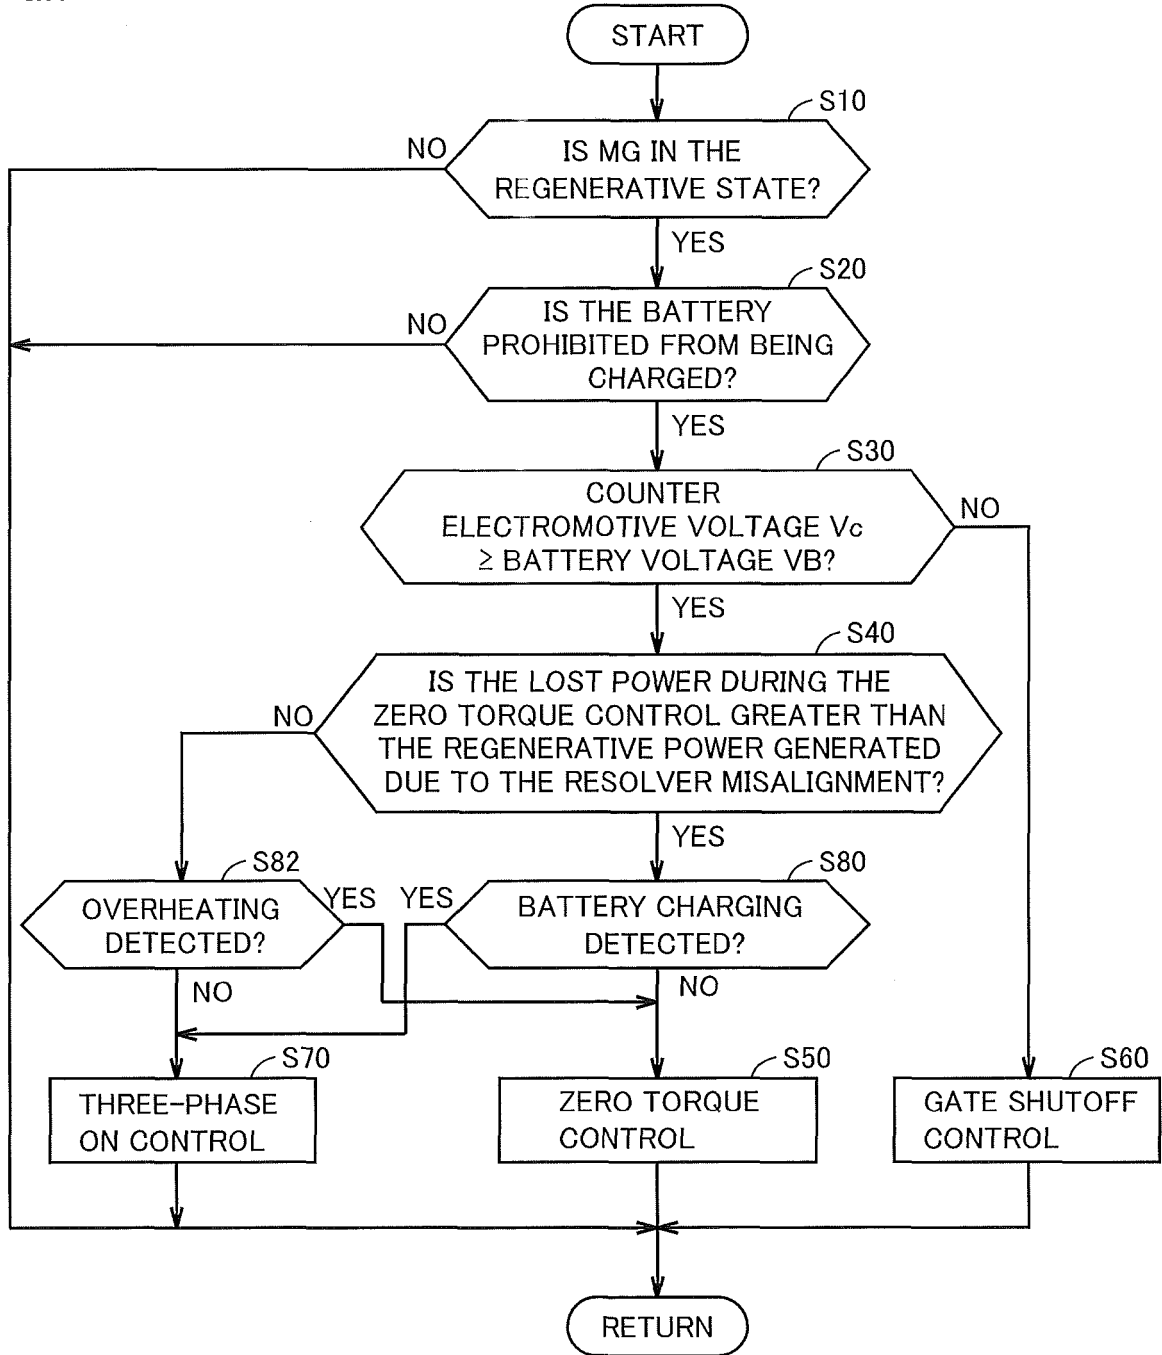 START
S10
NO
IS MG IN THE
REGENERATIVE STATE?
YES
S20
NO
IS THE BATTERY
PROHIBITED FROM BEING
CHARGED?
YES
S30
COUNTER
ELECTROMOTIVE VOLTAGE Vc
≥ BATTERY VOLTAGE VB?
NO
YES
S40
IS THE LOST POWER DURING THE
ZERO TORQUE CONTROL GREATER THAN
THE REGENERATIVE POWER GENERATED
DUE TO THE RESOLVER MISALIGNMENT?
NO
YES
S82
OVERHEATING
DETECTED?
YES
NO
S80
YES
BATTERY CHARGING
DETECTED?
NO
S70
THREE-PHASE
ON CONTROL
S50
ZERO TORQUE
CONTROL
S60
GATE SHUTOFF
CONTROL
RETURN